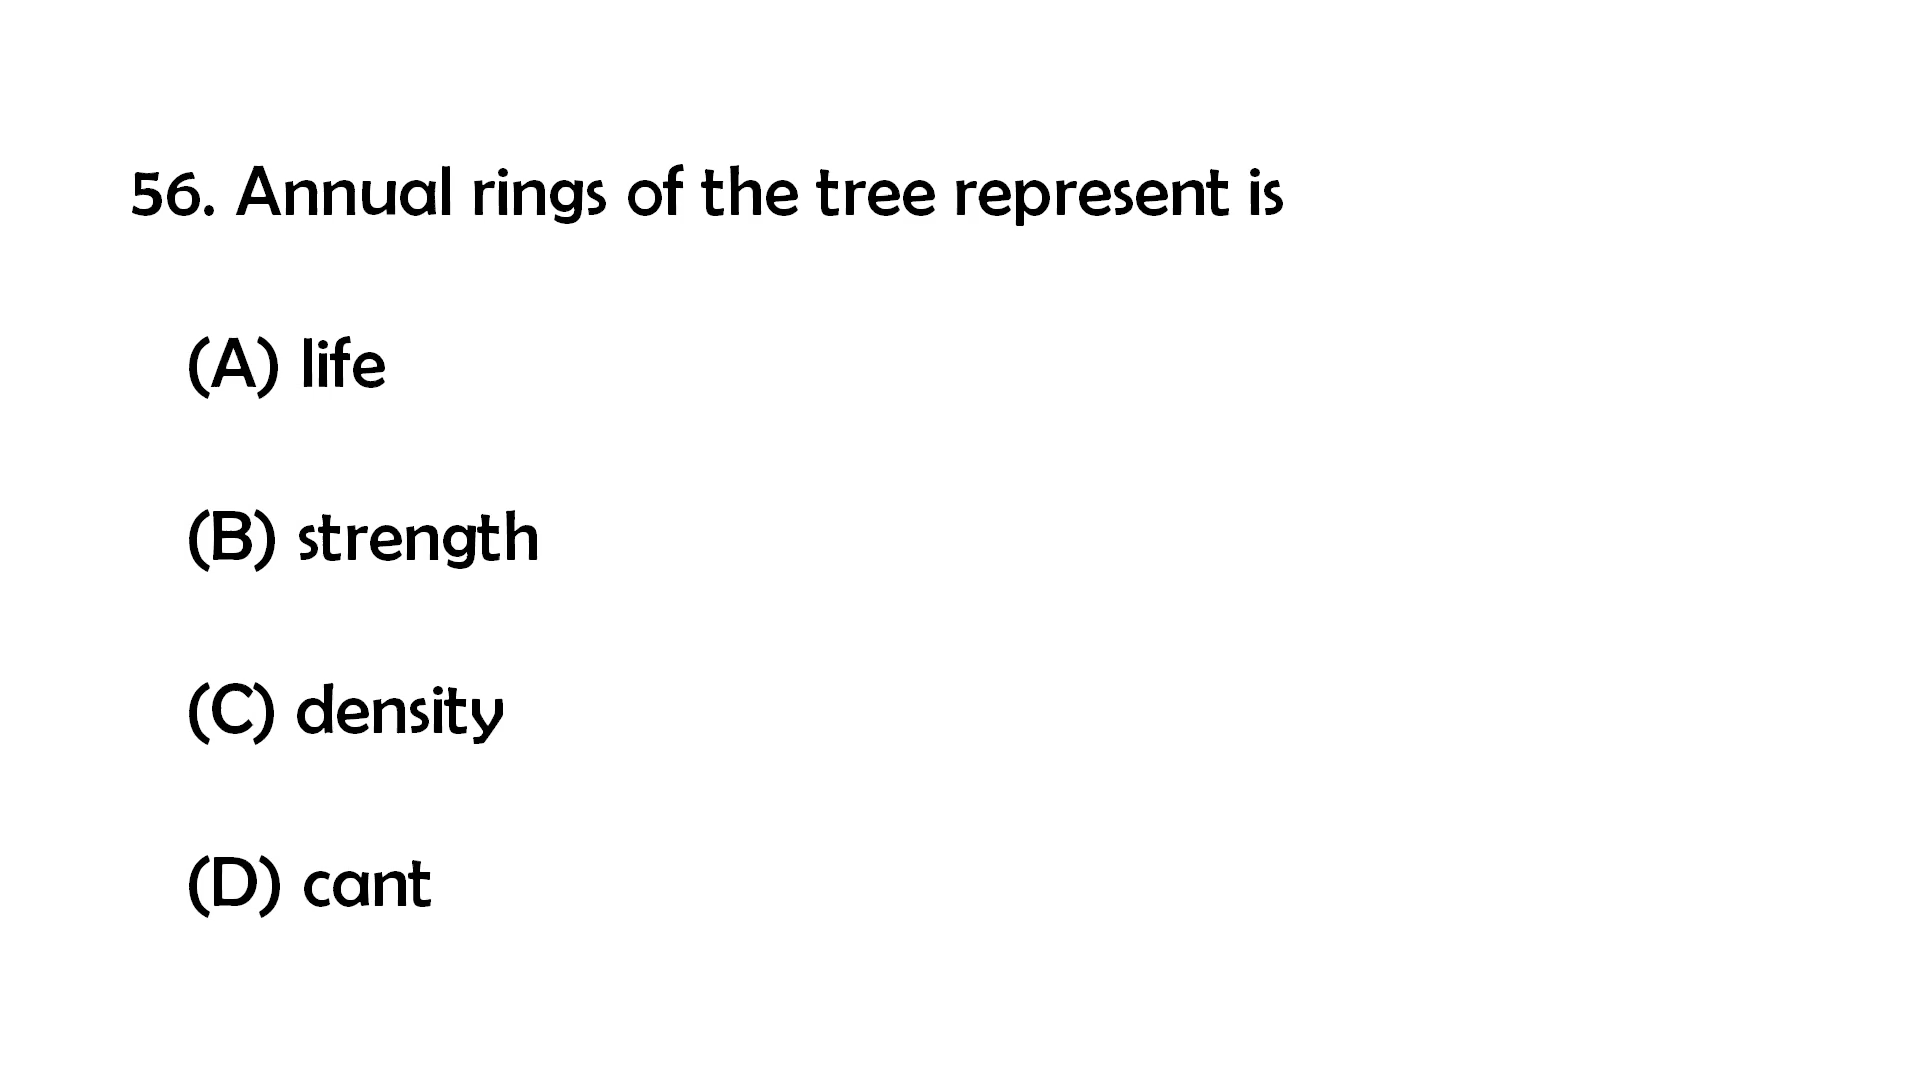 56. Annual rings of the tree represent is
(A) life
(B) strength
(C) density
(D) cant